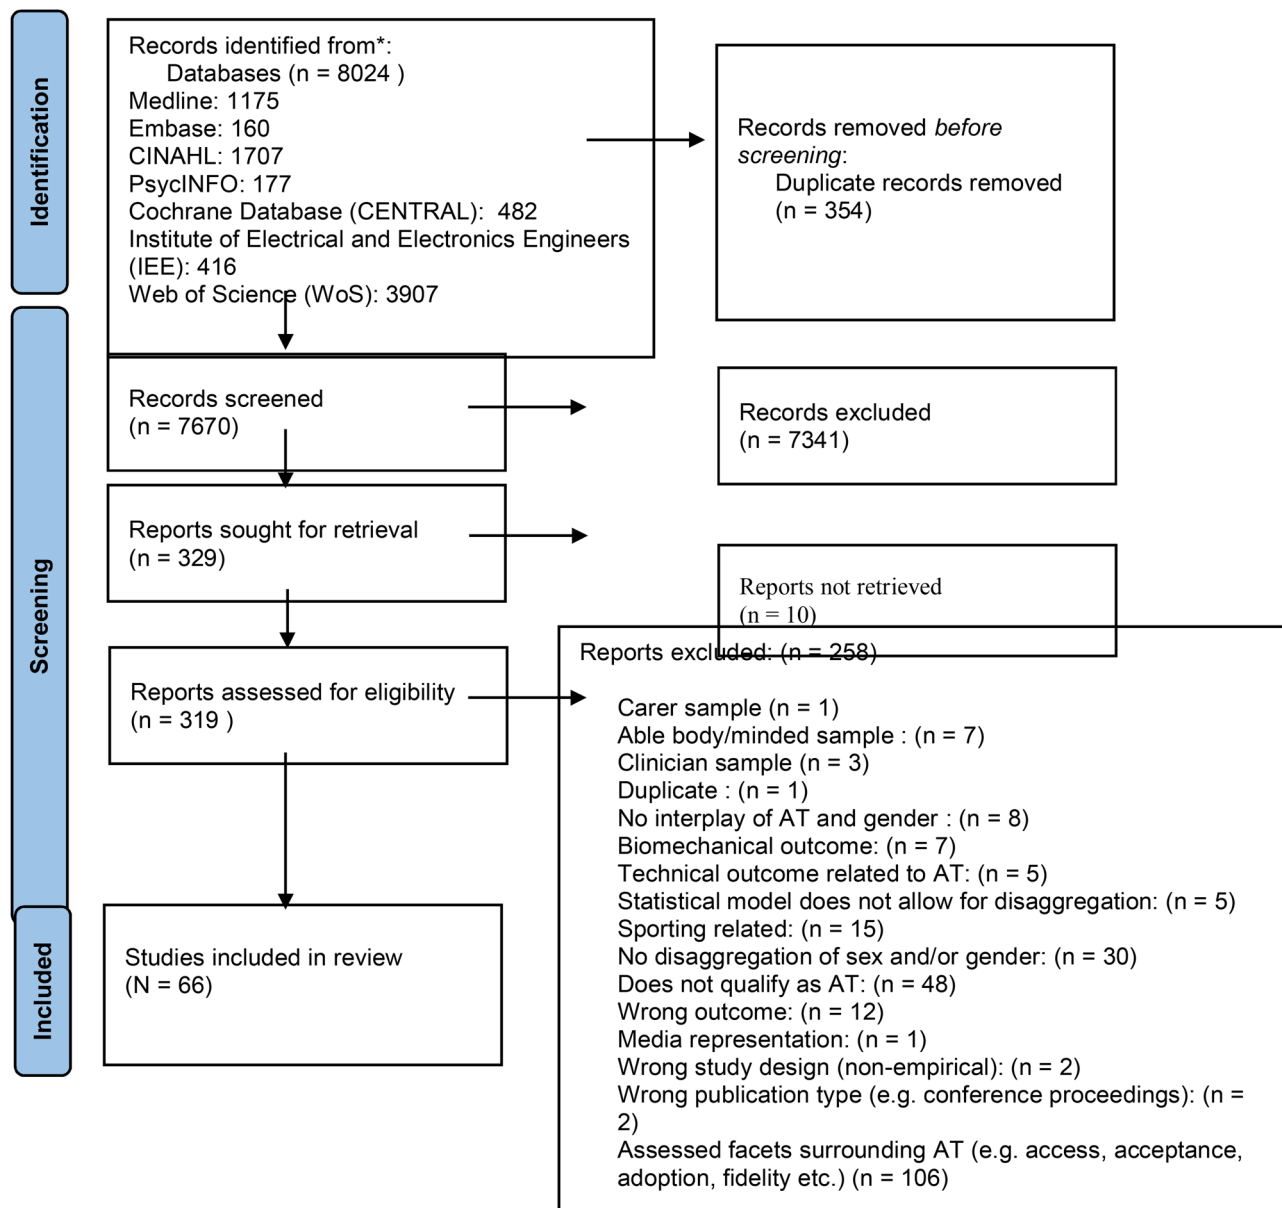 Identification
Records identified from*:
Databases (n = 8024 )
Medline: 1175
Embase: 160
CINAHL: 1707
PsycINFO: 177
Cochrane Database (CENTRAL):  482
Institute of Electrical and Electronics Engineers
(IEE): 416
Web of Science (WoS): 3907
Records removed before
screening:
Duplicate records removed
(n = 354)
Screening
Records screened
(n = 7670)
Records excluded
(n = 7341)
Reports sought for retrieval
(n = 329)
Reports not retrieved
(n = 10)
Reports assessed for eligibility
(n = 319 )
Reports excluded: (n = 258)
Carer sample (n = 1)
Able body/minded sample : (n = 7)
Clinician sample (n = 3)
Duplicate : (n = 1)
No interplay of AT and gender : (n = 8)
Biomechanical outcome: (n = 7)
Technical outcome related to AT: (n = 5)
Statistical model does not allow for disaggregation: (n = 5)
Sporting related: (n = 15)
No disaggregation of sex and/or gender: (n = 30)
Does not qualify as AT: (n = 48)
Wrong outcome: (n = 12)
Media representation: (n = 1)
Wrong study design (non-empirical): (n = 2)
Wrong publication type (e.g. conference proceedings): (n =
2)
Assessed facets surrounding AT (e.g. access, acceptance,
adoption, fidelity etc.) (n = 106)
Included
Studies included in review
(N = 66)